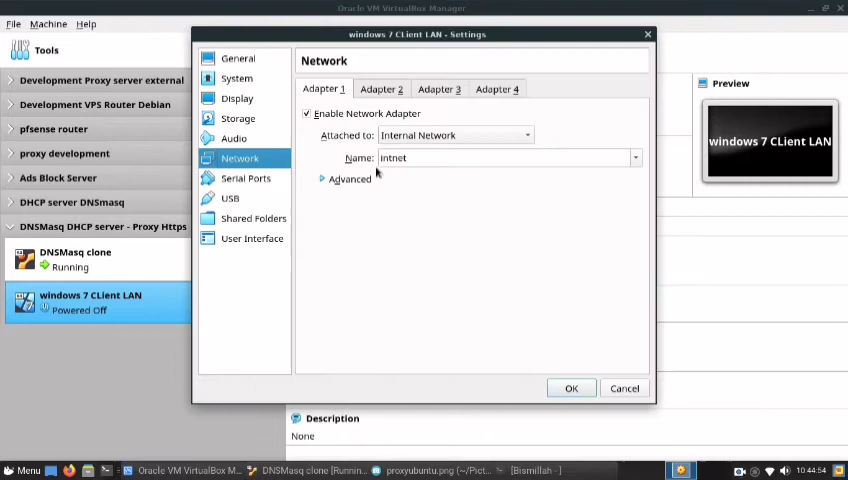 Oracle VM VirtualBox Manager
File Machine Help
windows 7 CLient LAN - Settings
Tools
General
System
Display
Storage
Audio
Network
Serial Ports
USB
Shared Folders
User Interface
Network
Adapter 1 Adapter 2 Adapter 3 Adapter 4
Enable Network Adapter
Attached to: Internal Network
Name: intnet
Advanced
OK Cancel
Preview
windows 7 CLient LAN
Development Proxy server external
Development VPS Router Debian
pfsense router
proxy development
Ads Block Server
DHCP server DNSmasq
DNSMasq DHCP server - Proxy Https
DNSMasq clone
Running
windows 7 CLient LAN
Powered Off
Description
None
Menu Oracle VM VirtualBox M... DNSMasq clone [Runnin... proxyubuntu.png (~/Pict... [Bismillah - ] 10:44:54